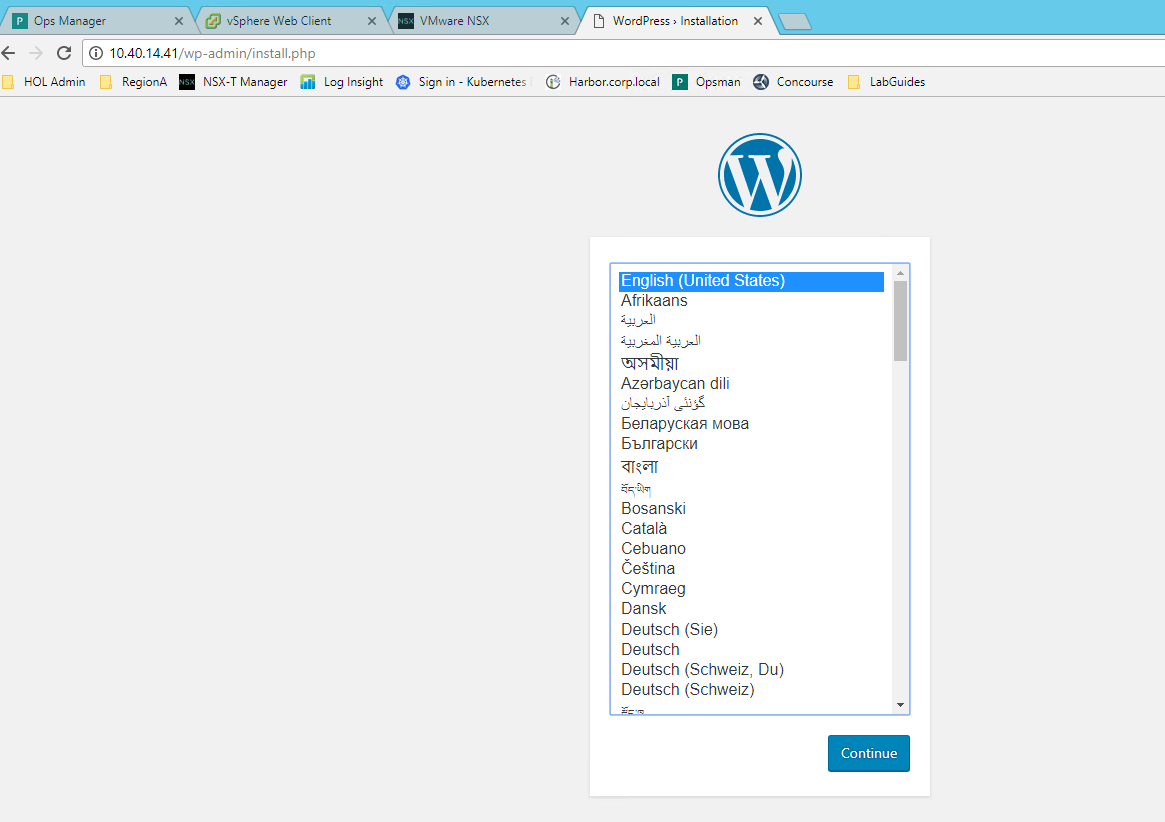 Ops Manager
vSphere Web Client
NSX VMware NSX
WordPress › Installation
10.40.14.41/wp-admin/install.php
HOL Admin
RegionA
NSX NSX-T Manager
Log Insight
Sign in - Kubernetes
Harbor.corp.local
Opsman
Concourse
LabGuides
English (United States)
Afrikaans
العربية
العربية المغربية
অসমীয়া
Azərbaycan dili
گؤنئی آذربایجان
Беларуская мова
Български
বাংলা
བོད་ཡིག
Bosanski
Català
Cebuano
Čeština
Cymraeg
Dansk
Deutsch (Sie)
Deutsch
Deutsch (Schweiz, Du)
Deutsch (Schweiz)
Continue